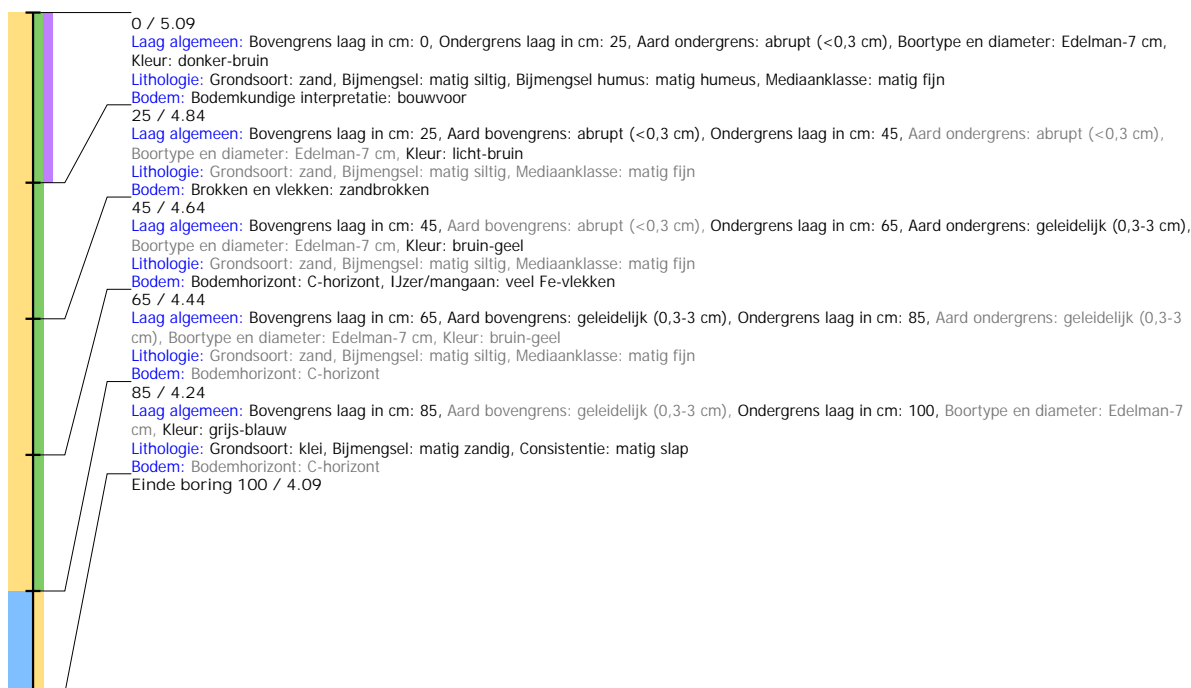 0 / 5.09
Laag algemeen: Bovengrens laag in cm: 0, Ondergrens laag in cm: 25, Aard ondergrens: abrupt (<0,3 cm), Boortype en diameter: Edelman-7 cm,
Kleur: donker-bruin
Lithologie: Grondsoort: zand, Bijmengsel: matig siltig, Bijmengsel humus: matig humeus, Mediaanklasse: matig fijn
Bodem: Bodemkundige interpretatie: bouwvoor
25 / 4.84
Laag algemeen: Bovengrens laag in cm: 25, Aard bovengrens: abrupt (<0,3 cm), Ondergrens laag in cm: 45, Aard ondergrens: abrupt (<0,3 cm),
Boortype en diameter: Edelman-7 cm, Kleur: licht-bruin
Lithologie: Grondsoort: zand, Bijmengsel: matig siltig, Mediaanklasse: matig fijn
Bodem: Brokken en vlekken: zandbrokken
45 / 4.64
Laag algemeen: Bovengrens laag in cm: 45, Aard bovengrens: abrupt (<0,3 cm), Ondergrens laag in cm: 65, Aard ondergrens: geleidelijk (0,3-3 cm),
Boortype en diameter: Edelman-7 cm, Kleur: bruin-geel
Lithologie: Grondsoort: zand, Bijmengsel: matig siltig, Mediaanklasse: matig fijn
Bodem: Bodemhorizont: C-horizont, IJzer/mangaan: veel Fe-vlekken
65 / 4.44
Laag algemeen: Bovengrens laag in cm: 65, Aard bovengrens: geleidelijk (0,3-3 cm), Ondergrens laag in cm: 85, Aard ondergrens: geleidelijk (0,3-3
cm), Boortype en diameter: Edelman-7 cm, Kleur: bruin-geel
Lithologie: Grondsoort: zand, Bijmengsel: matig siltig, Mediaanklasse: matig fijn
Bodem: Bodemhorizont: C-horizont
85 / 4.24
Laag algemeen: Bovengrens laag in cm: 85, Aard bovengrens: geleidelijk (0,3-3 cm), Ondergrens laag in cm: 100, Boortype en diameter: Edelman-7
cm, Kleur: grijs-blauw
Lithologie: Grondsoort: klei, Bijmengsel: matig zandig, Consistentie: matig slap
Bodem: Bodemhorizont: C-horizont
Einde boring 100 / 4.09